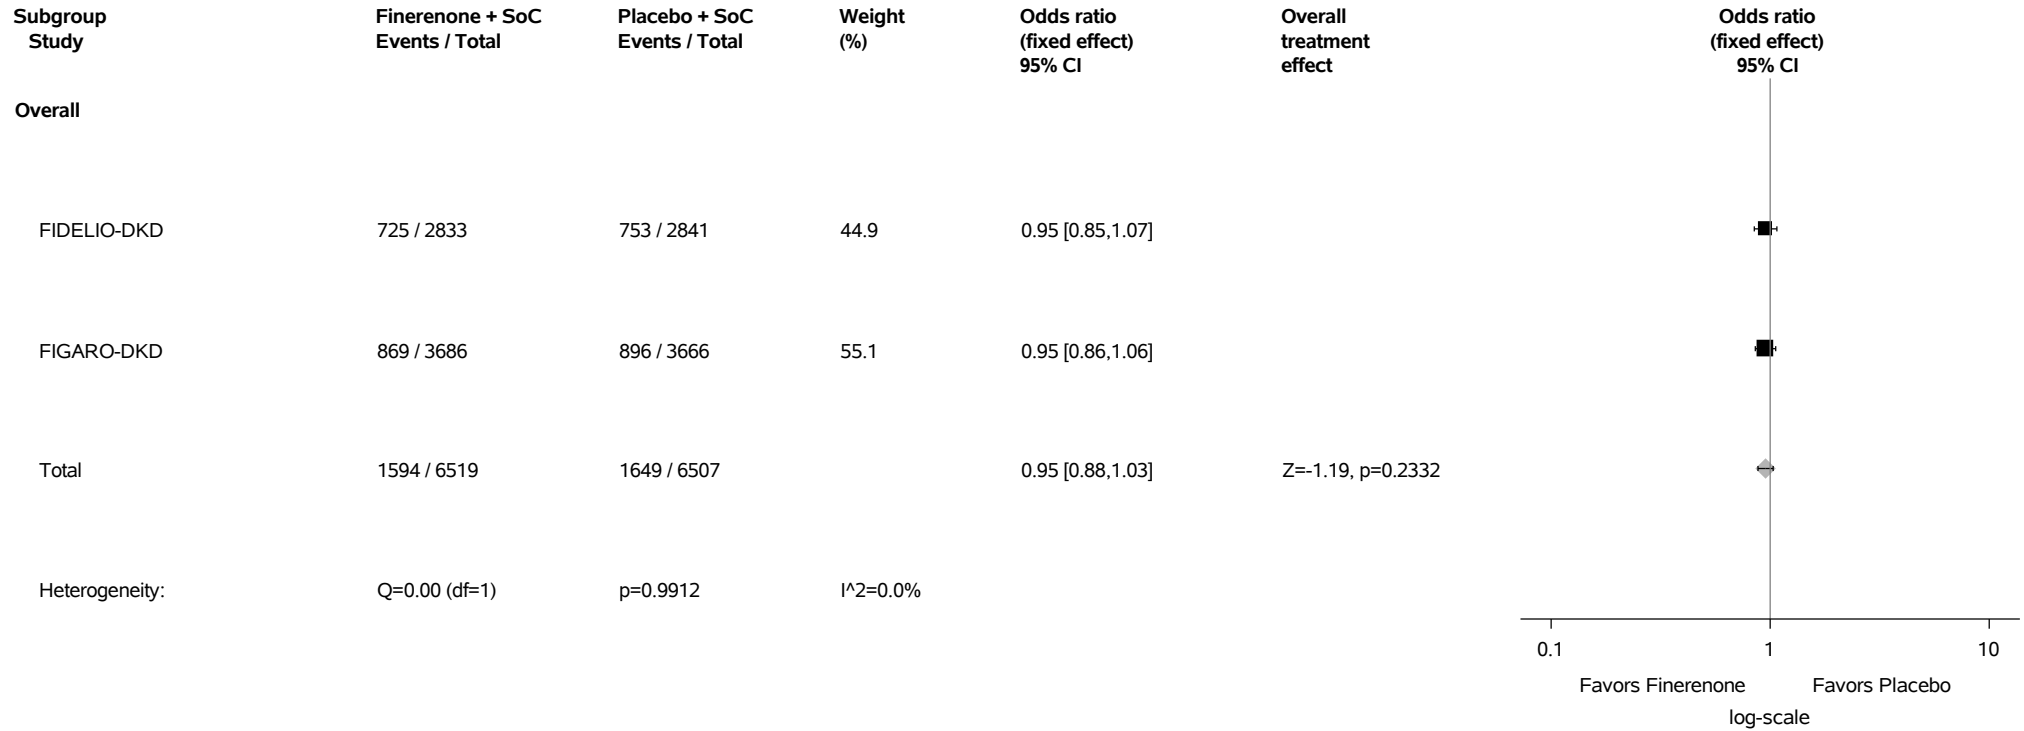 Subgroup Finerenone + SoC Placebo + SoC Weight Odds ratio Overall Odds ratio
Study Events / Total Events / Total (%) (fixed effect) treatment (fixed effect)
95% CI effect 95% CI
Overall
FIDELIO-DKD 725 / 2833 753 / 2841 44.9 0.95 [0.85,1.07]
FIGARO-DKD 869 / 3686 896 / 3666 55.1 0.95 [0.86,1.06]
Total 1594 / 6519 1649 / 6507 0.95 [0.88,1.03] Z=-1.19, p=0.2332
Heterogeneity: Q=0.00 (df=1) p=0.9912 I^2=0.0%
0.1 1 10
Favors Finerenone Favors Placebo
log-scale